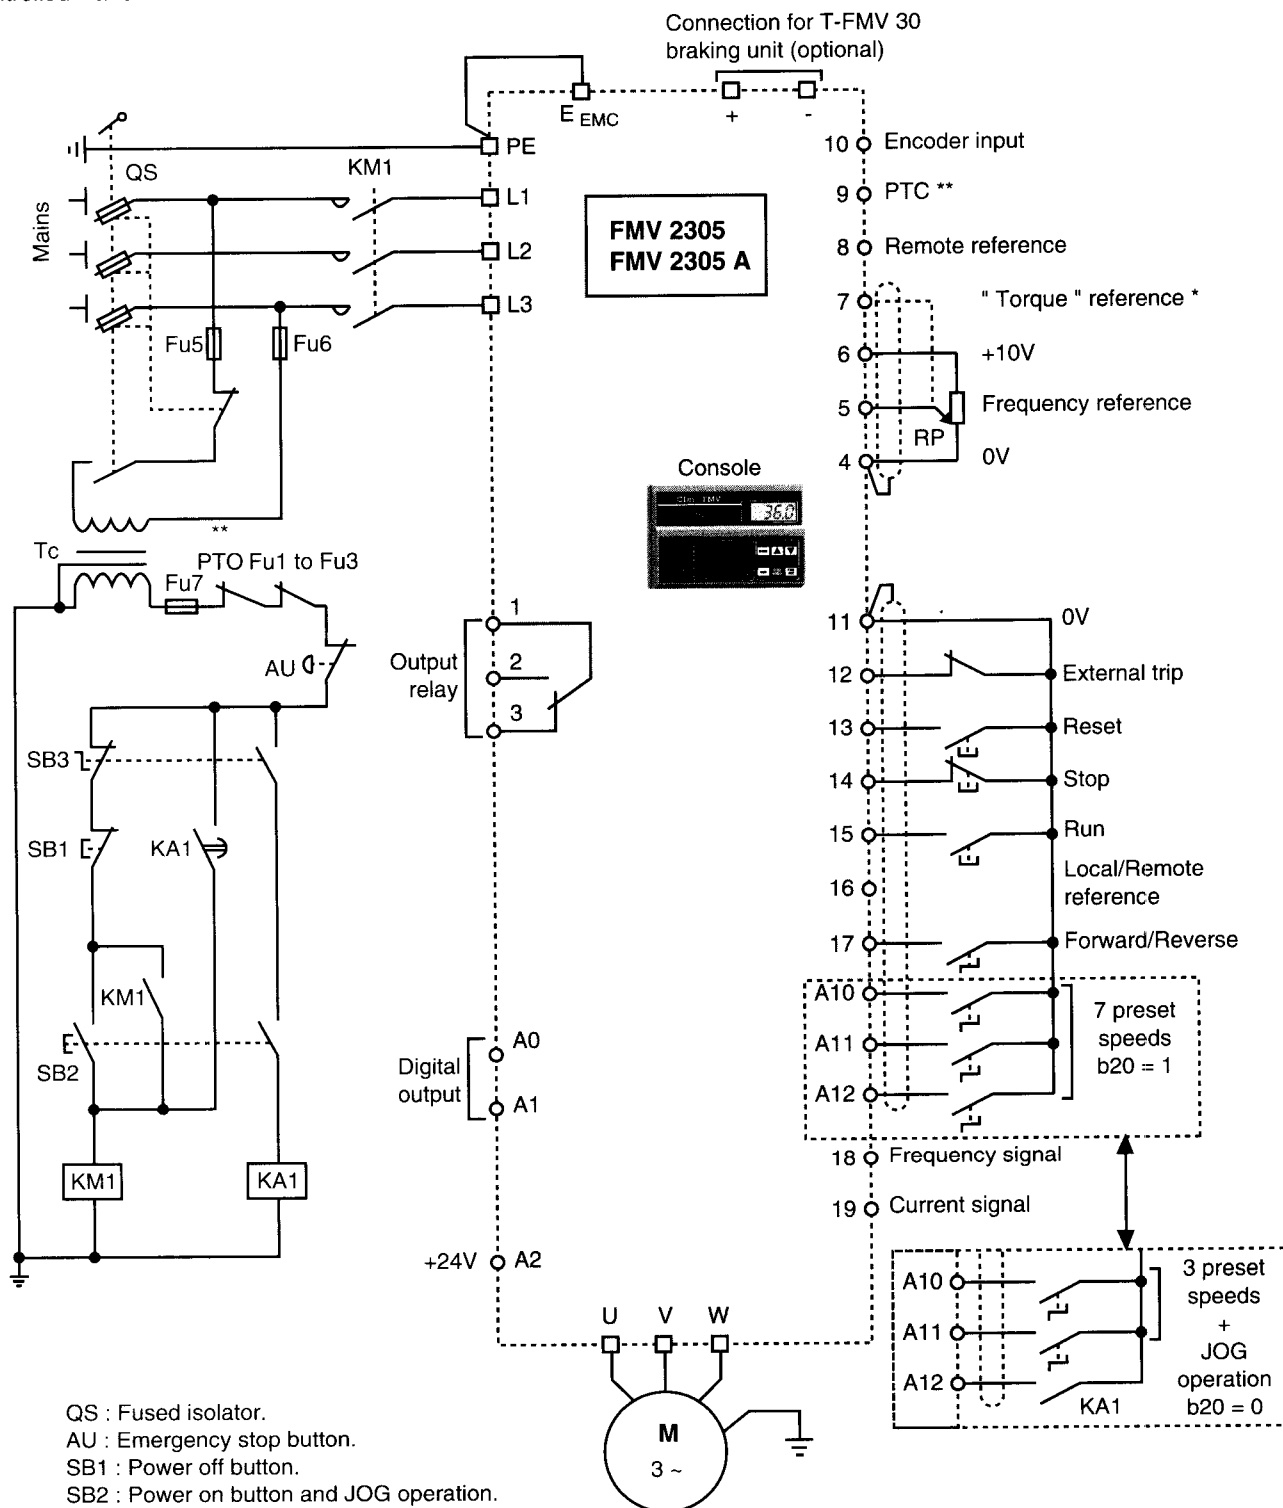 Connection for T-FMV 30
braking unit (optional)
E EMC
+
-
PE
QS
KM1
Mains
L1
L2
L3
Fu5
Fu6
FMV 2305
FMV 2305 A
10 Encoder input
9 PTC **
8 Remote reference
7 " Torque " reference *
6 +10V
5 Frequency reference
RP
4 0V
Console
36.0
**
Tc
PTO Fu1 to Fu3
Fu7
AU
Output
relay
1
2
3
11 0V
12 External trip
13 Reset
14 Stop
15 Run
16 Local/Remote
reference
17 Forward/Reverse
SB3
SB1
KA1
KM1
SB2
KM1
KA1
A10
A11
A12
7 preset
speeds
b20 = 1
Digital
output
A0
A1
18 Frequency signal
19 Current signal
+24V A2
U
V
W
M
3 ~
A10
A11
A12
KA1
3 preset
speeds
+
JOG
operation
b20 = 0
QS : Fused isolator.
AU : Emergency stop button.
SB1 : Power off button.
SB2 : Power on button and JOG operation.